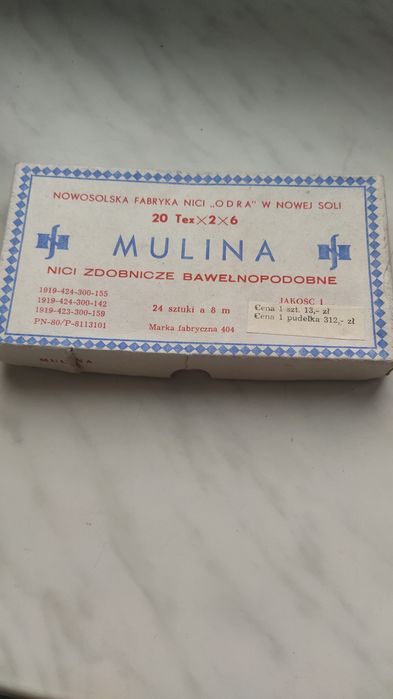 NOWOSOLSKA FABRYKA NICI „ODRA" W NOWEJ SOLI
20 Tex×2×6
MULINA
NICI ZDOBNICZE BAWEŁNOPODOBNE
1919-424-300-155
1919-424-300-142
1919-423-300-159
PN-80/P-8113101
24 sztuki a 8 m
Marka fabryczna 404
JAKOŚĆ I
Cena 1 szt. 13,- zł
Cena 1 pudełka 312,- zł
MULINA